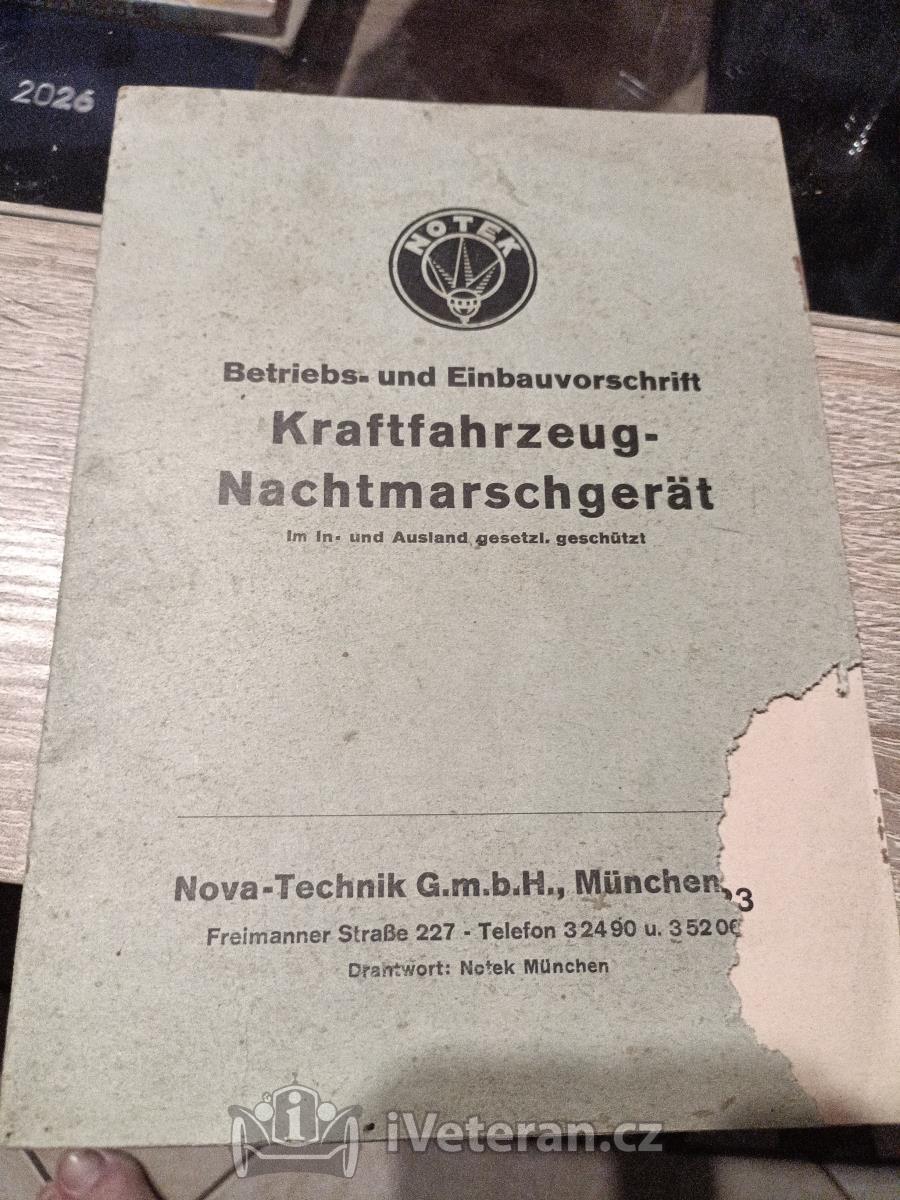 2026
NOTEK
Betriebs- und Einbauvorschrift
Kraftfahrzeug-
Nachtmarschgerät
Im In- und Ausland gesetzl. geschützt
Nova-Technik G.m.b.H., München 23
Freimanner Straße 227 - Telefon 32490 u. 35206
Drahtwort: Notek München
iVeteran.cz